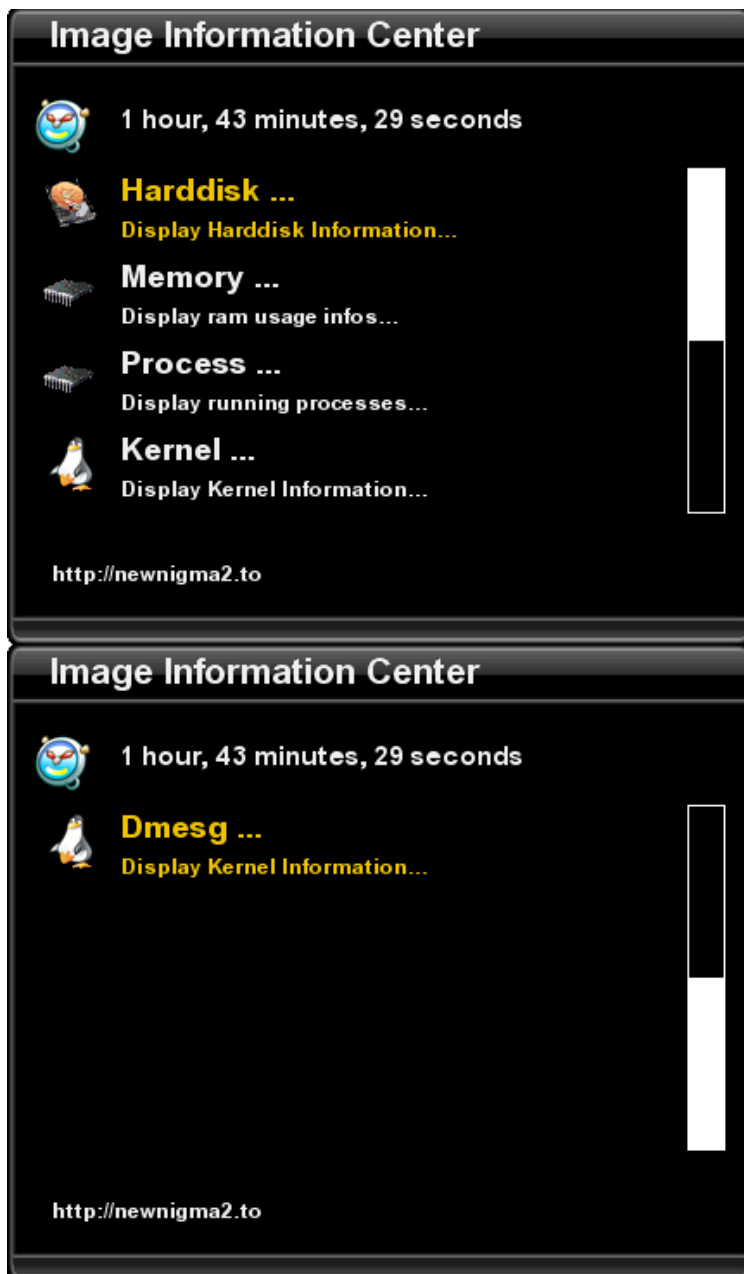 Image Information Center
1 hour, 43 minutes, 29 seconds
Harddisk ...
Display Harddisk Information...
Memory ...
Display ram usage infos...
Process ...
Display running processes...
Kernel ...
Display Kernel Information...
http://newnigma2.to
Image Information Center
1 hour, 43 minutes, 29 seconds
Dmesg ...
Display Kernel Information...
http://newnigma2.to